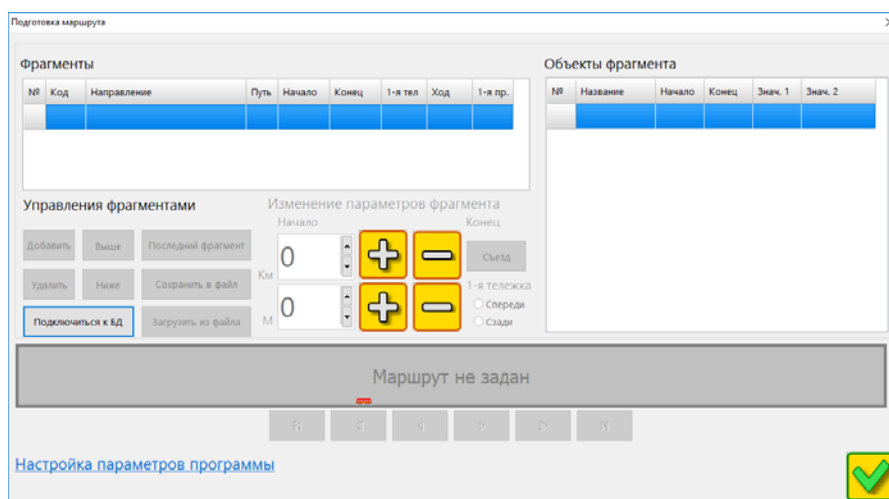 Подготовка маршрута
Фрагменты
№ Код Направление Путь Начало Конец 1-я тел Ход 1-я пр.
Объекты фрагмента
№ Название Начало Конец Знач. 1 Знач. 2
Управления фрагментами
Добавить Выше Последний фрагмент
Удалить Ниже Сохранить в файл
Подключиться к БД Загрузить из файла
Изменение параметров фрагмента
Начало Конец
Км 0 Съезд
1-я тележка
Спереди
М 0 Сзади
Маршрут не задан
Настройка параметров программы